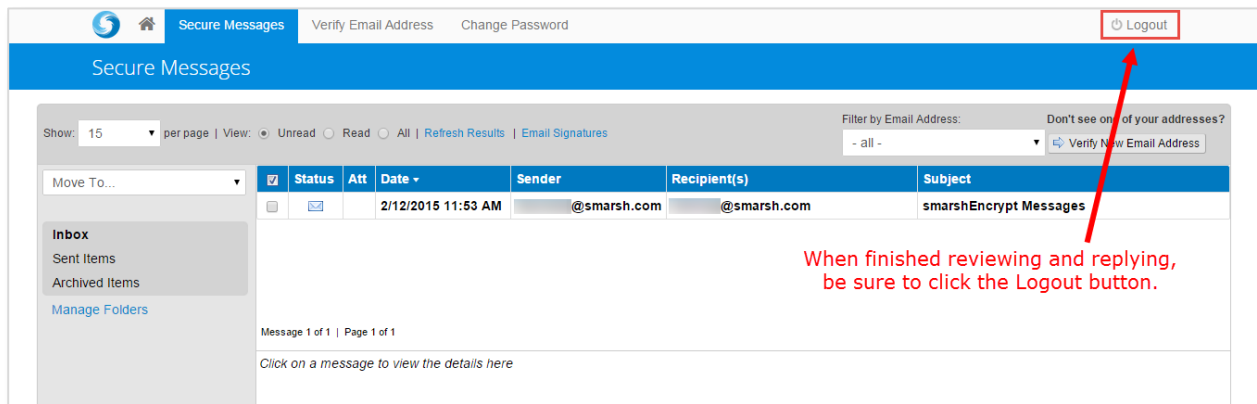 Secure Messages Verify Email Address Change Password Logout
Secure Messages
Show: 15 per page | View: Unread Read All | Refresh Results | Email Signatures
Filter by Email Address: Don't see one of your addresses?
- all - Verify New Email Address
Move To...
Status Att Date Sender Recipient(s) Subject
2/12/2015 11:53 AM @smarsh.com @smarsh.com smarshEncrypt Messages
Inbox
Sent Items
Archived Items
Manage Folders
When finished reviewing and replying,
be sure to click the Logout button.
Message 1 of 1 | Page 1 of 1
Click on a message to view the details here